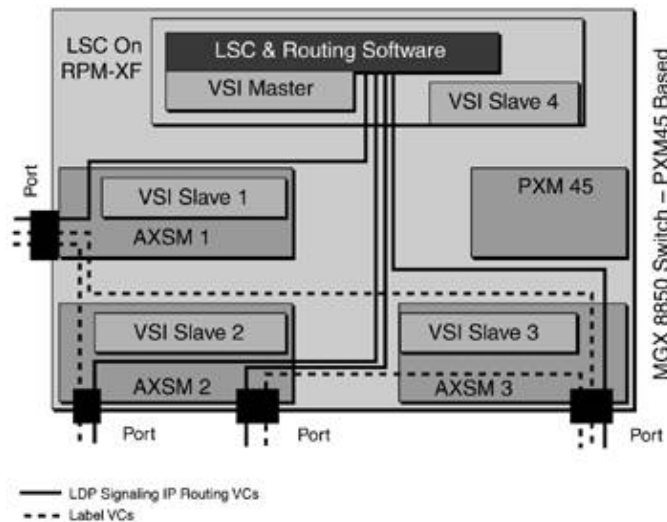 LSC On
RPM-XF
LSC & Routing Software
VSI Master
VSI Slave 4
Port
VSI Slave 1
AXSM 1
PXM 45
MGX 8850 Switch – PXM45 Based
VSI Slave 2
AXSM 2
VSI Slave 3
AXSM 3
Port
Port
Port
LDP Signaling IP Routing VCs
Label VCs